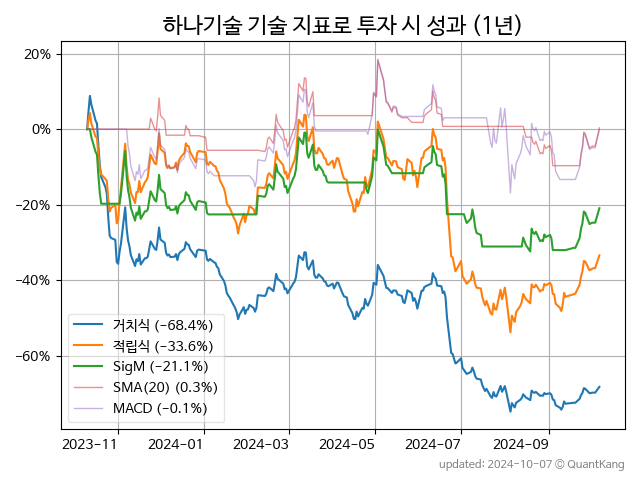 하나기술 기술 지표로 투자 시 성과 (1년)
20%
0%
−20%
−40%
−60%
거치식 (−68.4%)
적립식 (−33.6%)
SigM (−21.1%)
SMA(20) (0.3%)
MACD (−0.1%)
2023−11 2024−01 2024−03 2024−05 2024−07 2024−09
updated: 2024-10-07 © QuantKang